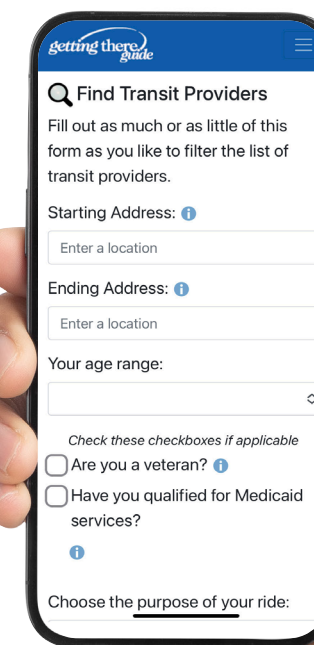 getting there
guide
Find Transit Providers
Fill out as much or as little of this
form as you like to filter the list of
transit providers.
Starting Address:
Enter a location
Ending Address:
Enter a location
Your age range:
Check these checkboxes if applicable
Are you a veteran?
Have you qualified for Medicaid
services?
Choose the purpose of your ride: